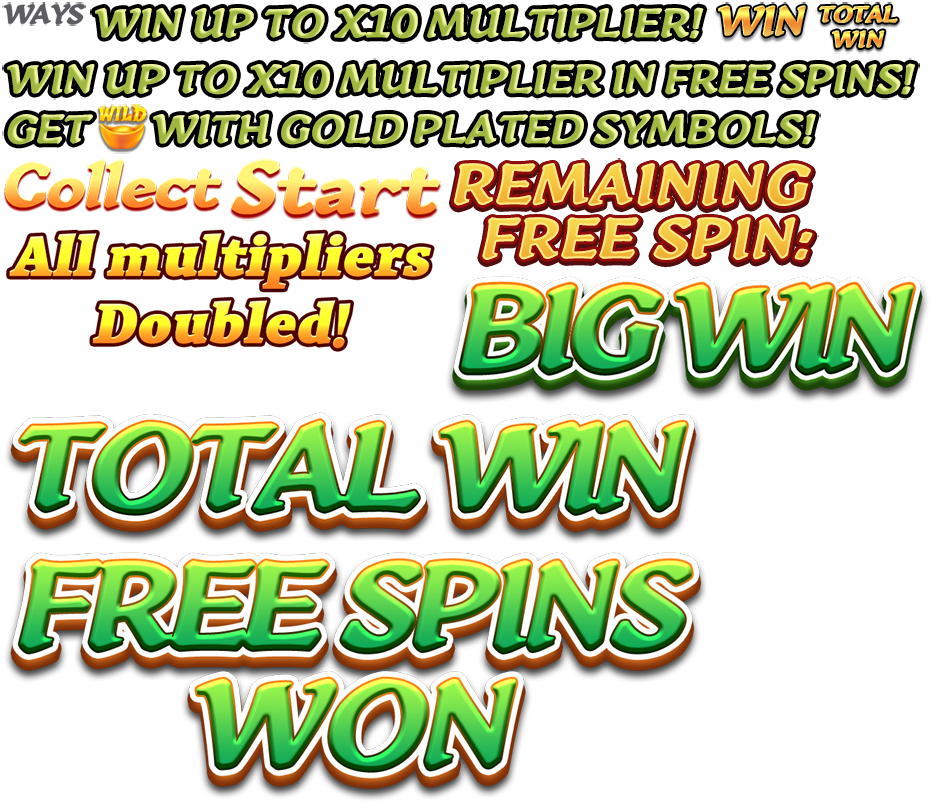 WAYS WIN UP TO X10 MULTIPLIER! WIN TOTAL WIN
WIN UP TO X10 MULTIPLIER IN FREE SPINS!
GET WILD WITH GOLD PLATED SYMBOLS!
Collect Start
REMAINING
FREE SPIN:
All multipliers
Doubled!
BIG WIN
TOTAL WIN
FREE SPINS
WON